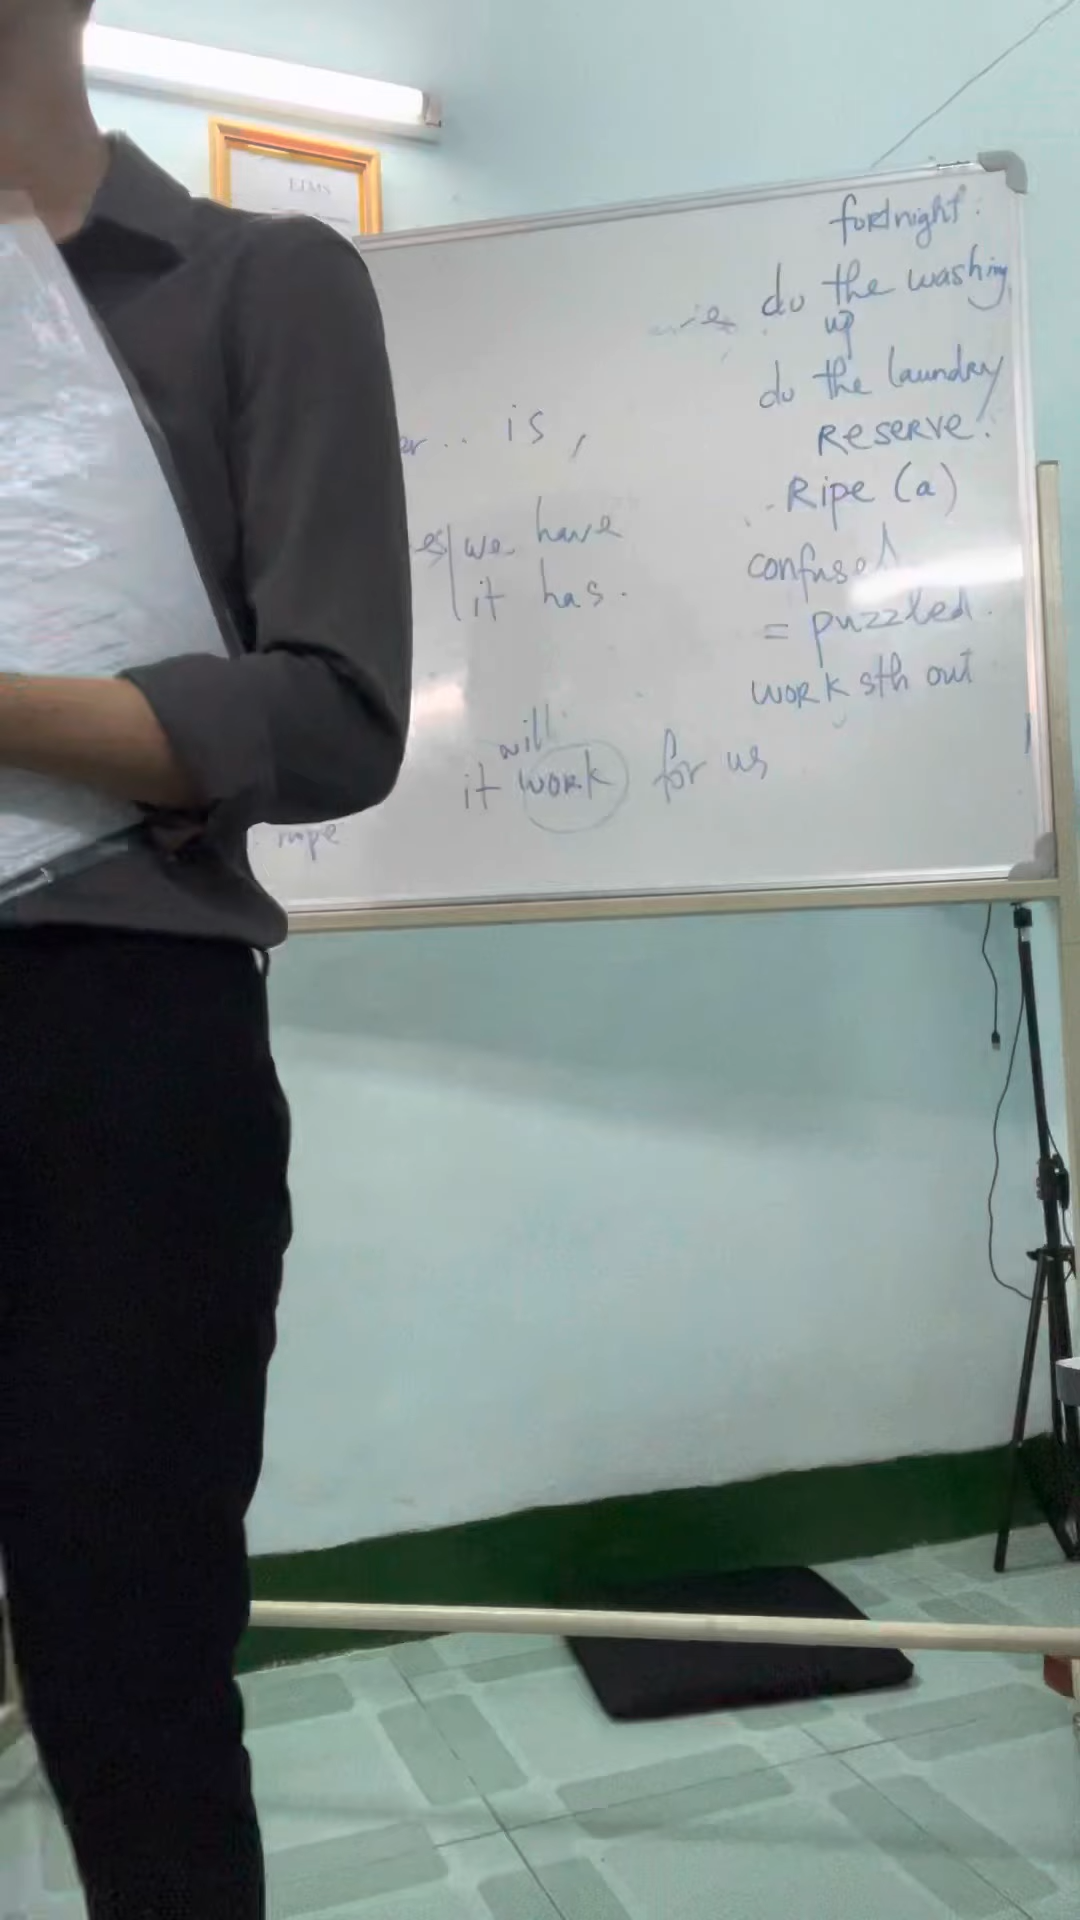 fortnight.
do the washing
up
do the laundry
RESERVE.
Ripe (a)
confused
= puzzled.
work sth out
is,
we have
it has.
will
it work for us